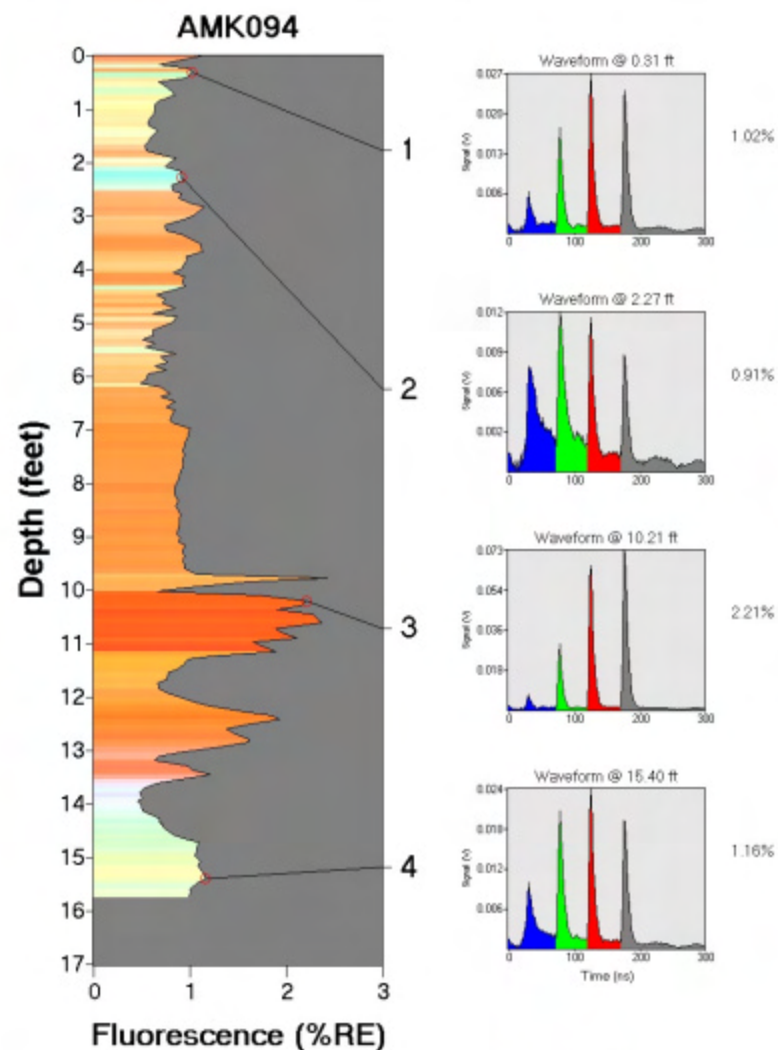 AMK094
0
1
2
3
4
5
6
7
8
9
10
11
12
13
14
15
16
17
Depth (feet)
0 1 2 3
Fluorescence (%RE)
1
2
3
4
Waveform @ 0.31 ft
0.027
0.020
0.013
0.006
Signal (V)
0 100 200 300
1.02%
Waveform @ 2.27 ft
0.012
0.009
0.006
0.002
Signal (V)
0 100 200 300
0.91%
Waveform @ 10.21 ft
0.073
0.054
0.036
0.018
Signal (V)
0 100 200 300
2.21%
Waveform @ 15.40 ft
0.024
0.018
0.012
0.006
Signal (V)
0 100 200 300
Time (ns)
1.16%